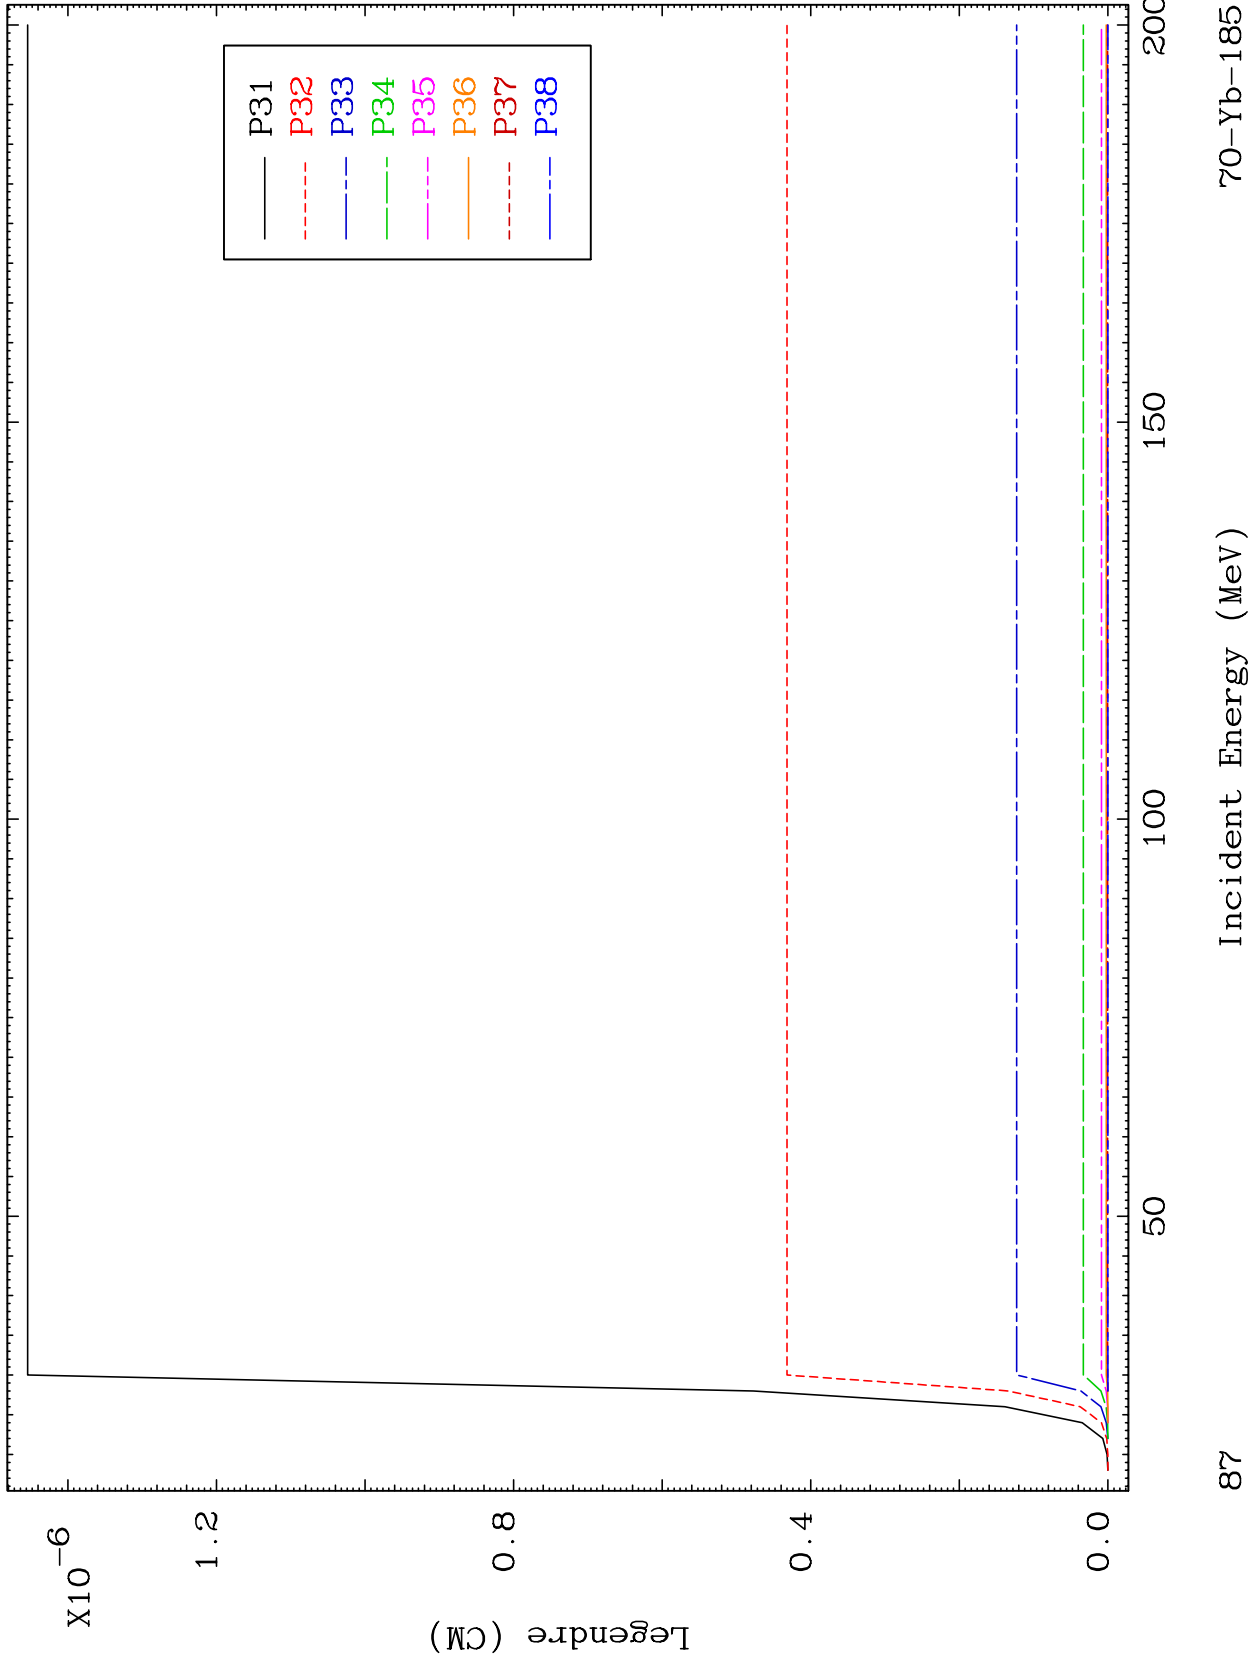 X10-6
1.2
0.8
0.4
0.0
Legendre (CM)
P31
P32
P33
P34
P35
P36
P37
P38
50
100
150
200
Incident Energy (MeV)
87
70-Yb-185